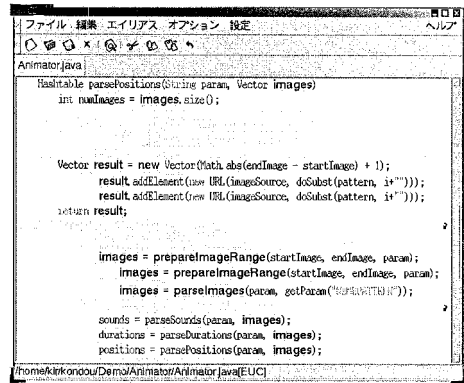 ファイル 編集 エイリアス オプション 設定 ヘルプ
Animator.java
Hashtable parsePositions(String param, Vector images)
int numImages = images.size();
Vector result = new Vector(Math.abs(endImage - startImage) + 1);
result.addElement(new URL(imageSource, doSubst(pattern, i+"")));
result.addElement(new URL(imageSource, doSubst(pattern, i+"")));
return result;
images = prepareImageRange(startImage, endImage, param);
images = prepareImageRange(startImage, endImage, param);
images = parseImages(param, getParam(" "));
sounds = parseSounds(param, images);
durations = parseDurations(param, images);
positions = parsePositions(param, images);
/home/kirikondou/Demo/Animator/Animator.java[EUC]